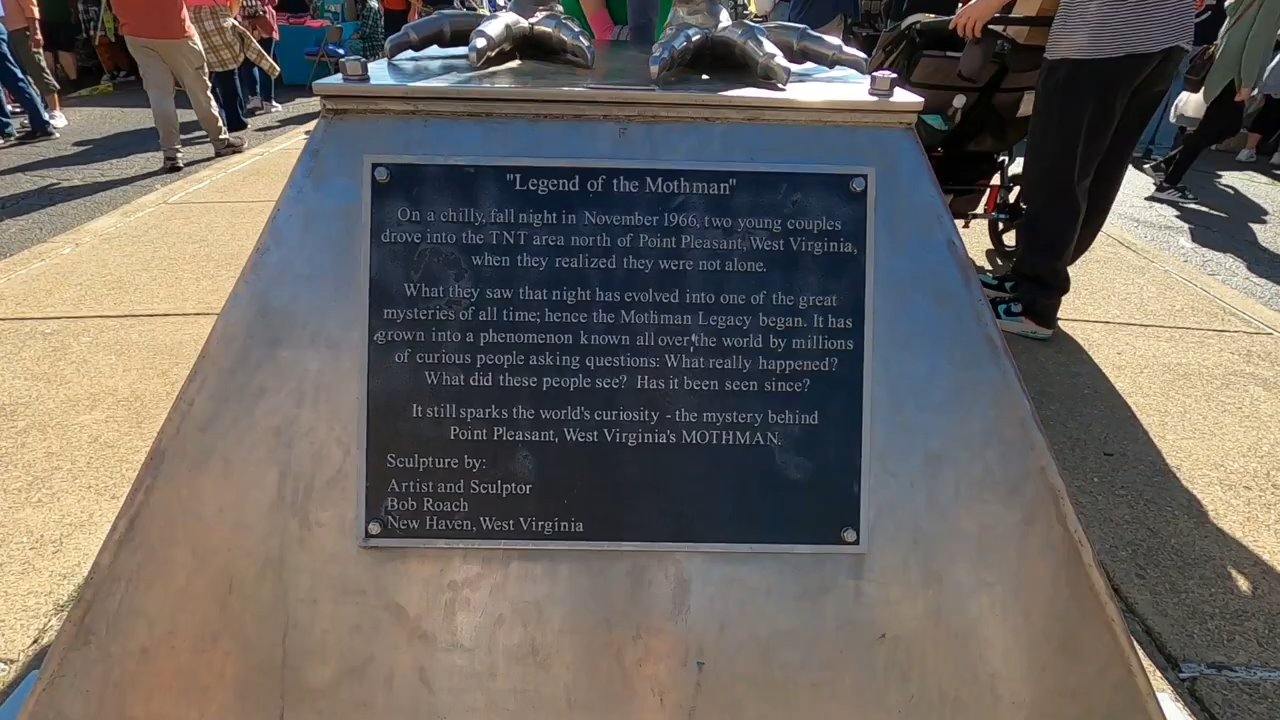 "Legend of the Mothman"
On a chilly, fall night in November 1966, two young couples
drove into the TNT area north of Point Pleasant, West Virginia,
when they realized they were not alone.
What they saw that night has evolved into one of the great
mysteries of all time; hence the Mothman Legacy began. It has
grown into a phenomenon known all over the world by millions
of curious people asking questions: What really happened?
What did these people see? Has it been seen since?
It still sparks the world's curiosity - the mystery behind
Point Pleasant, West Virginia's MOTHMAN.
Sculpture by:
Artist and Sculptor
Bob Roach
New Haven, West Virginia